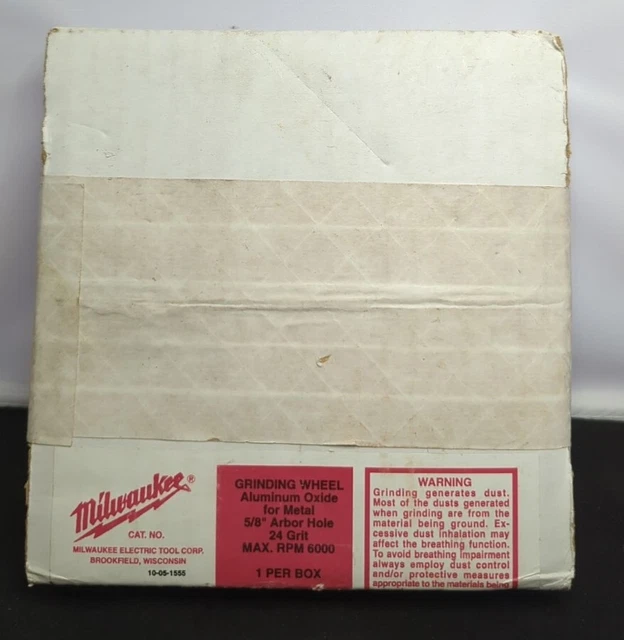 Milwaukee®
CAT. NO.
MILWAUKEE ELECTRIC TOOL CORP.
BROOKFIELD, WISCONSIN
10-05-1555
GRINDING WHEEL
Aluminum Oxide
for Metal
5/8" Arbor Hole
24 Grit
MAX. RPM 6000
1 PER BOX
WARNING
Grinding generates dust.
Most of the dusts generated
when grinding are from the
material being ground. Ex-
cessive dust inhalation may
affect the breathing function.
To avoid breathing impairment
always employ dust control
and/or protective measures
appropriate to the materials being